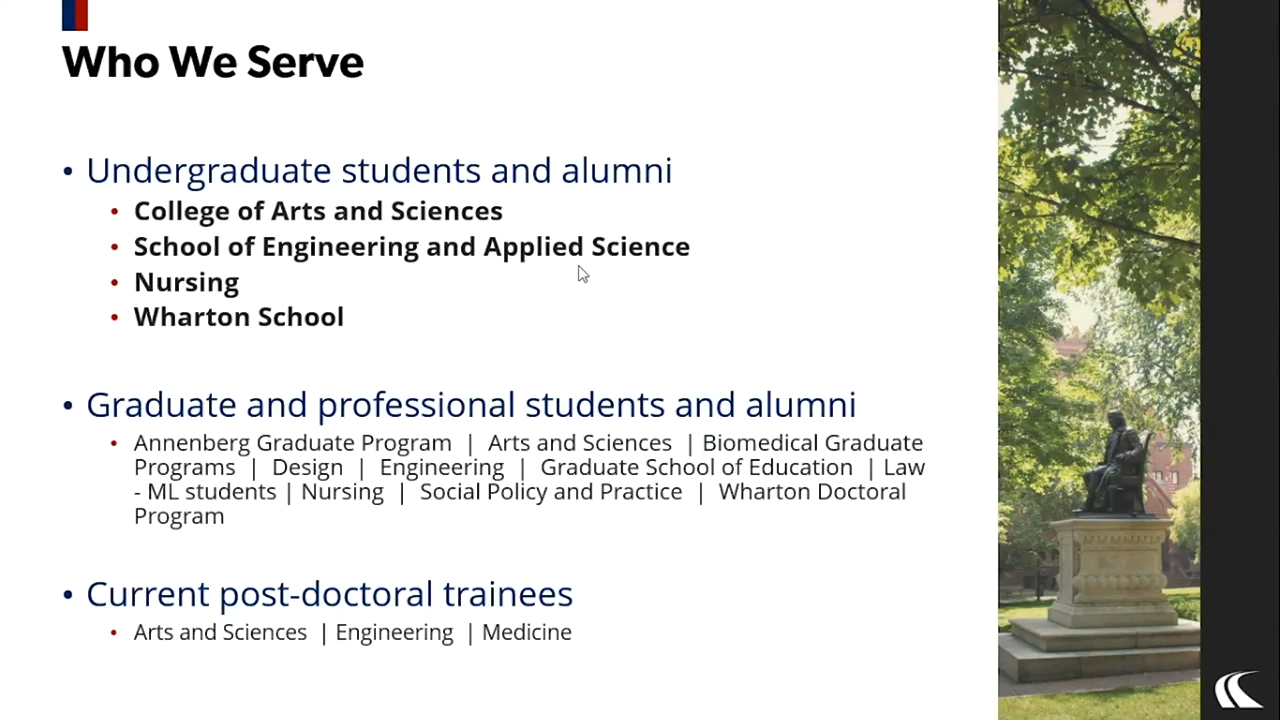 Who We Serve
• Undergraduate students and alumni
• College of Arts and Sciences
• School of Engineering and Applied Science
• Nursing
• Wharton School
• Graduate and professional students and alumni
• Annenberg Graduate Program | Arts and Sciences | Biomedical Graduate
Programs | Design | Engineering | Graduate School of Education | Law
- ML students | Nursing | Social Policy and Practice | Wharton Doctoral
Program
• Current post-doctoral trainees
• Arts and Sciences | Engineering | Medicine